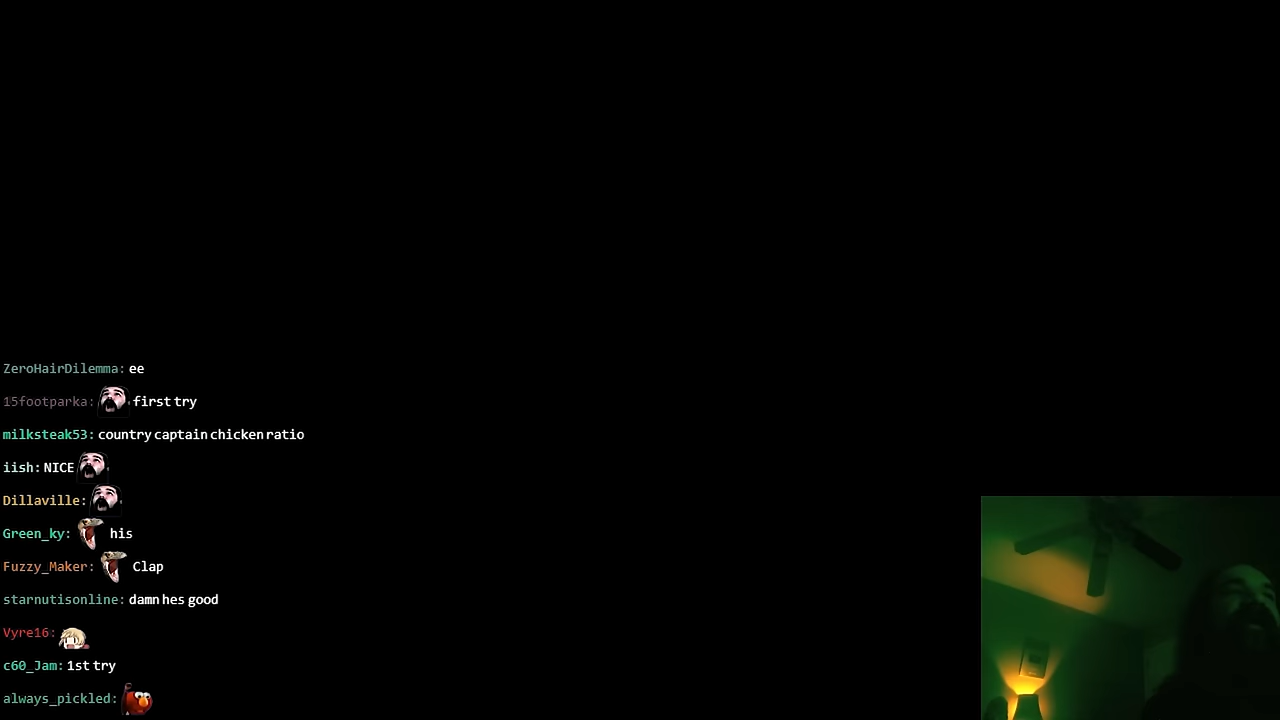 ZeroHairDilemma: ee
15footparka: first try
milksteak53: country captain chicken ratio
iish: NICE
Dillaville:
Green_ky: his
Fuzzy_Maker: Clap
starnutisonline: damn hes good
Vyre16:
c60_Jam: 1st try
always_pickled: